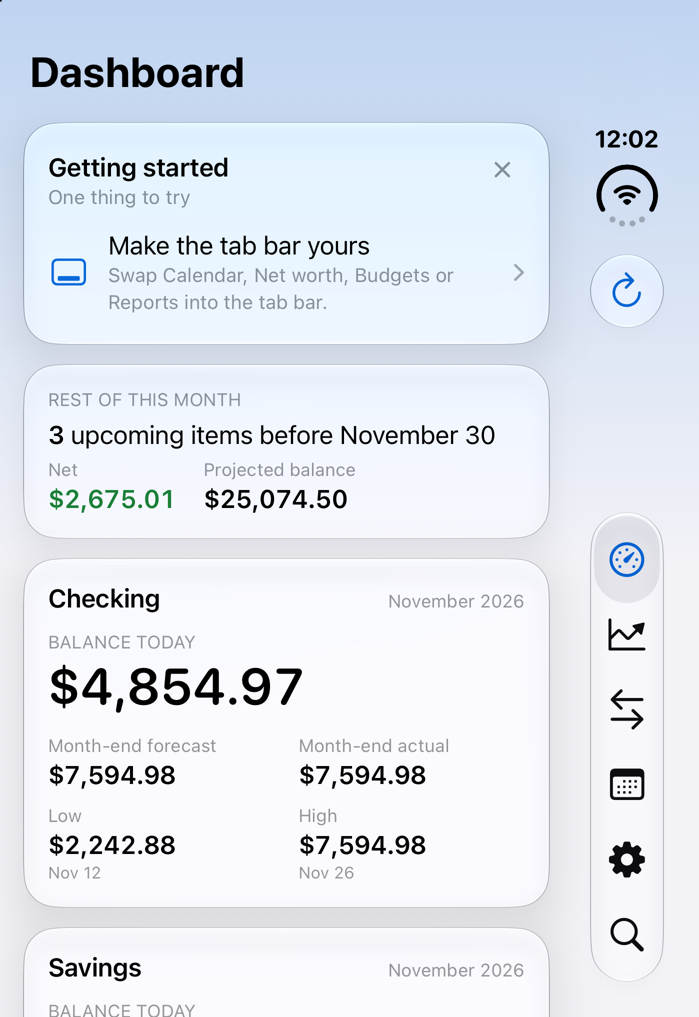 Dashboard
12:02
Getting started
One thing to try
Make the tab bar yours
Swap Calendar, Net worth, Budgets or
Reports into the tab bar.
REST OF THIS MONTH
3 upcoming items before November 30
Net
Projected balance
$2,675.01
$25,074.50
Checking
November 2026
BALANCE TODAY
$4,854.97
Month-end forecast
Month-end actual
$7,594.98
$7,594.98
Low
High
$2,242.88
$7,594.98
Nov 12
Nov 26
Savings
November 2026
BALANCE TODAY